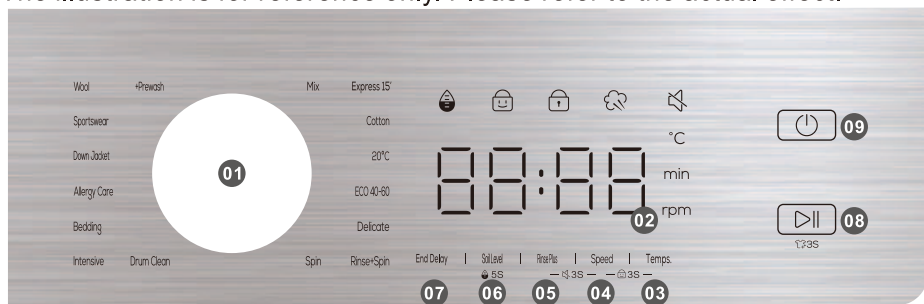 The illustration is for reference only. Please refer to the actual effect.
Wool +Prewash Mix Express 15'
Sportswear Cotton
Down Jacket 20°C
Allergy Care ECO 40-60
Bedding Delicate
Intensive Drum Clean Spin Rinse+Spin
01
88:88
°C
min
rpm
02
End Delay | Soil Level | Rinse Plus | Speed | Temps.
5S 3S 3S
07 06 05 04 03
09
08
3S